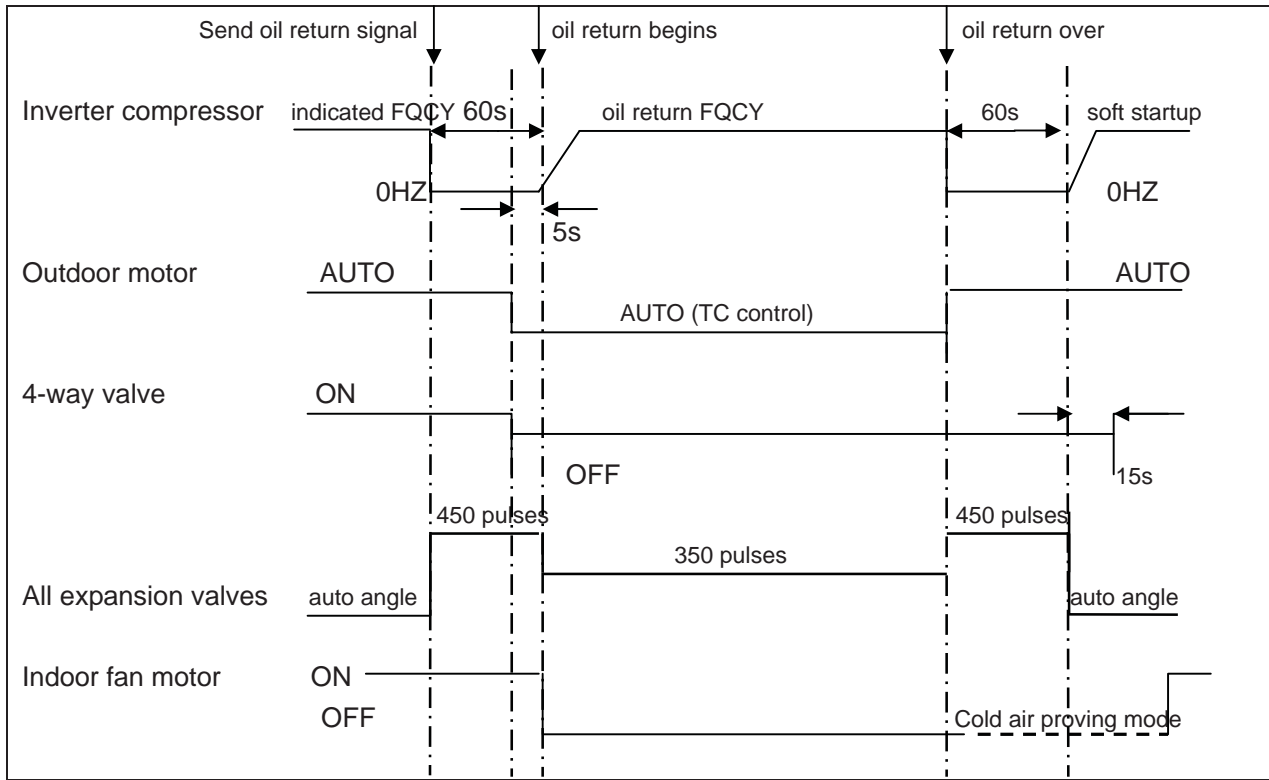 Send oil return signal oil return begins oil return over
Inverter compressor indicated FQCY 60s oil return FQCY 60s soft startup
0HZ 0HZ
5s
Outdoor motor AUTO AUTO
AUTO (TC control)
4-way valve ON
OFF 15s
450 pulses 450 pulses
350 pulses
All expansion valves auto angle auto angle
Indoor fan motor ON
OFF Cold air proving mode